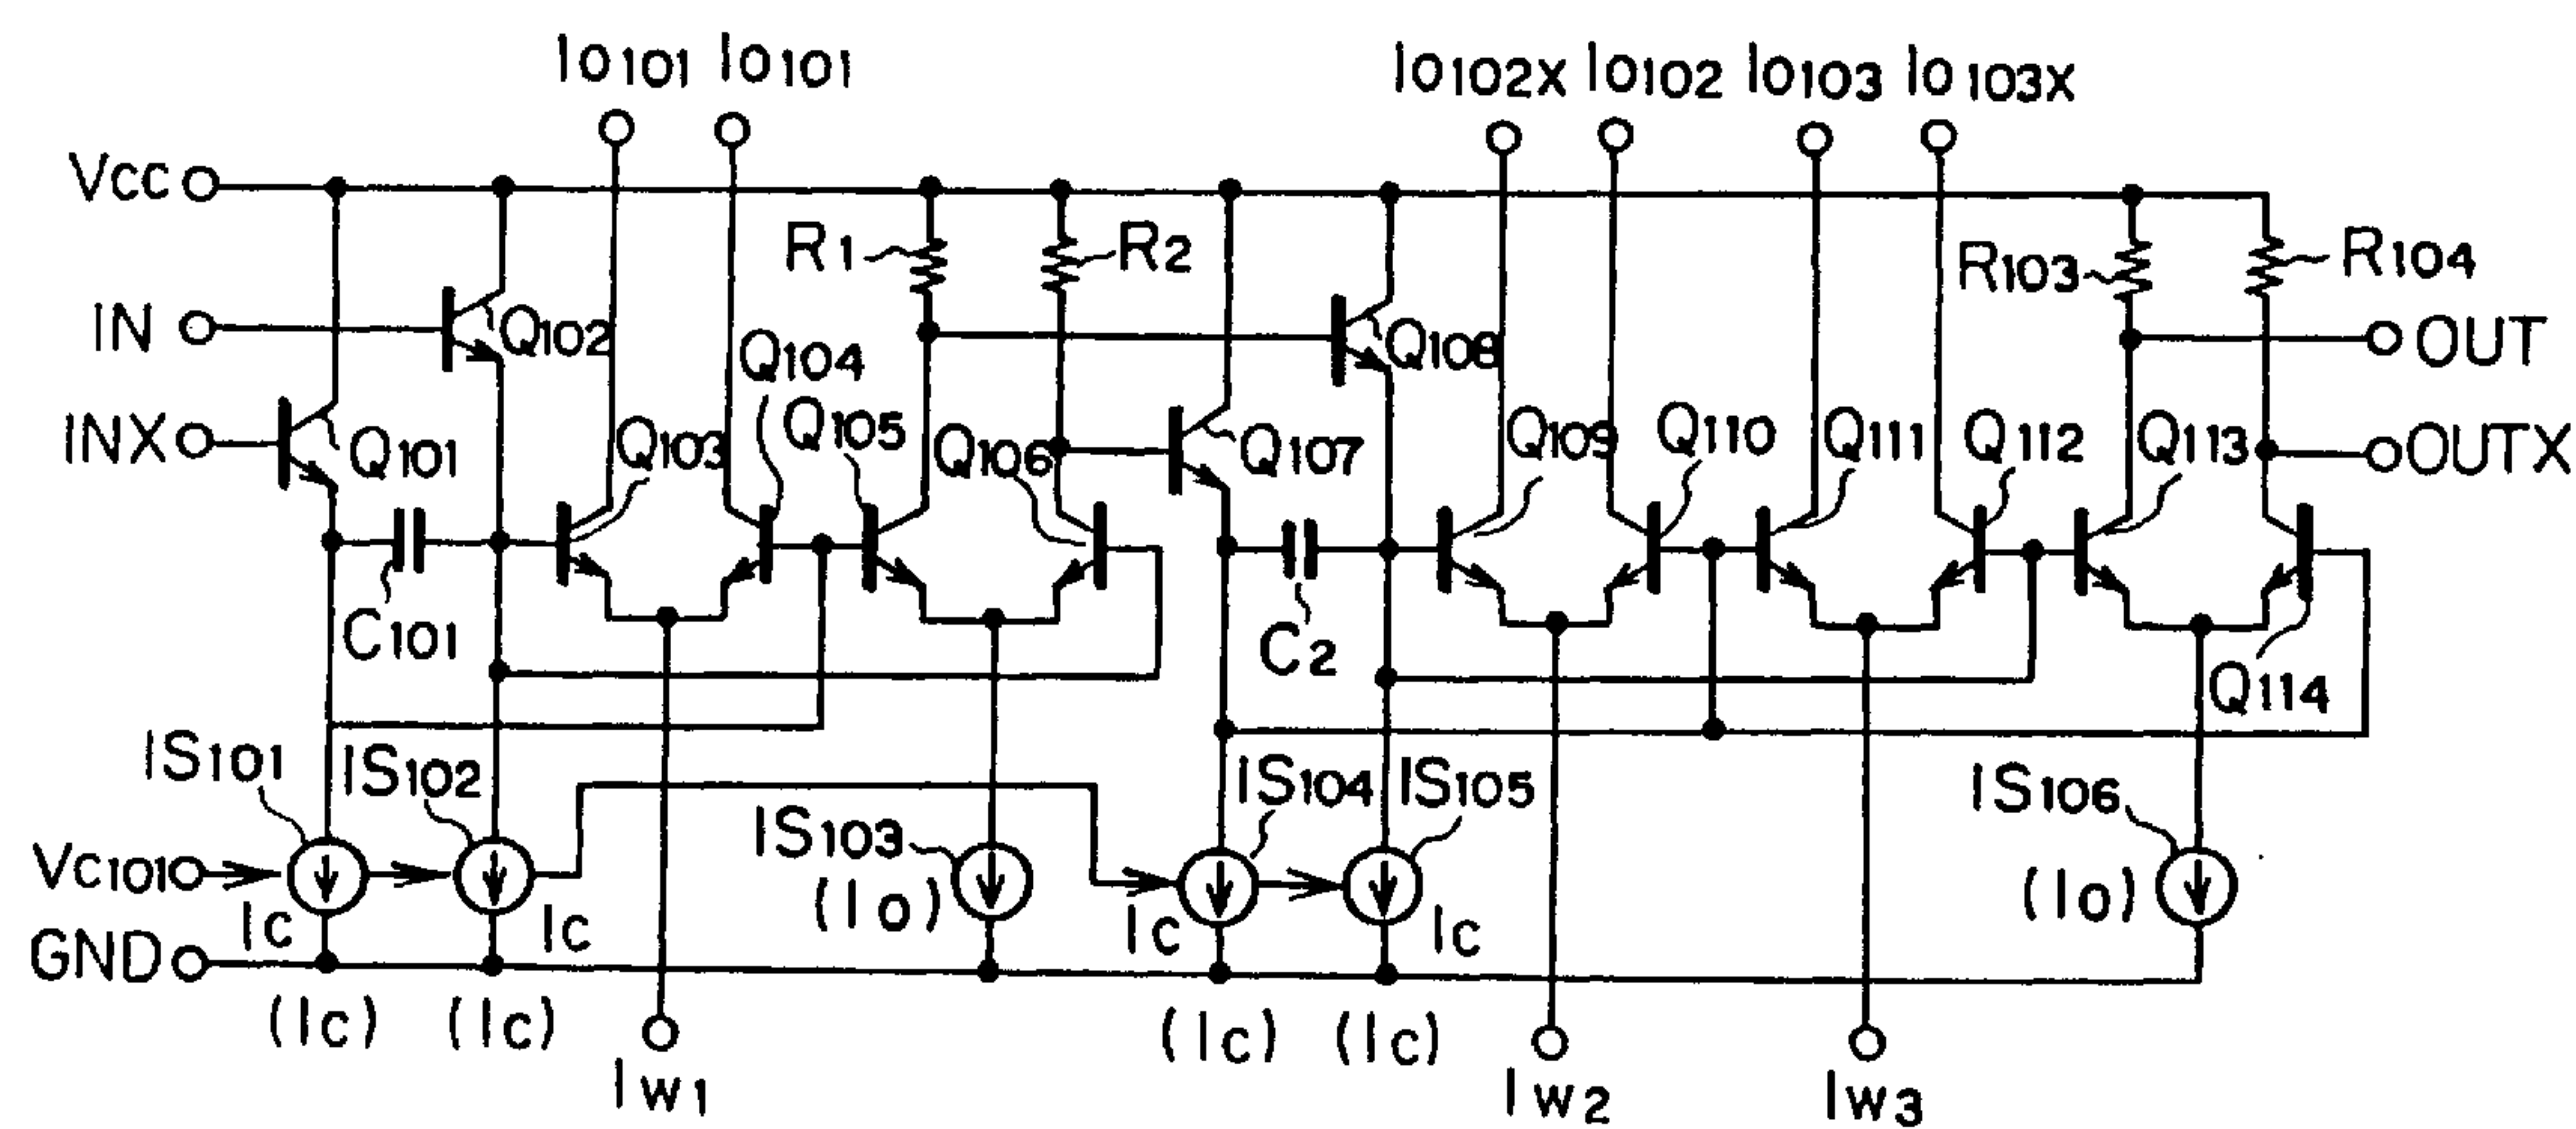 Io101 Io101 Io102X Io102 Io103 Io103X
Vcc
R1 R2 R103 R104
IN Q102 Q108 OUT
Q104
INX Q101 Q103 Q105 Q106 Q107 Q109 Q110 Q111 Q112 Q113 OUTX
C101 C2 Q114
IS101 IS102 IS103 IS104 IS105 IS106
Vc101 Ic Ic (Io) Ic Ic (Io)
GND
(Ic) (Ic) (Ic) (Ic)
Iw1 Iw2 Iw3